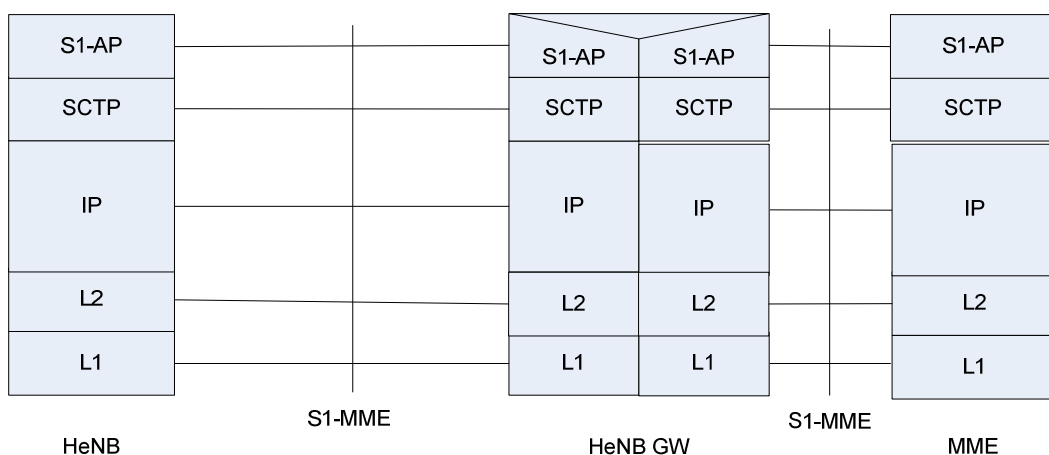 S1-AP
SCTP
IP
L2
L1
HeNB
S1-MME
S1-AP S1-AP
SCTP SCTP
IP IP
L2 L2
L1 L1
HeNB GW
S1-MME
S1-AP
SCTP
IP
L2
L1
MME